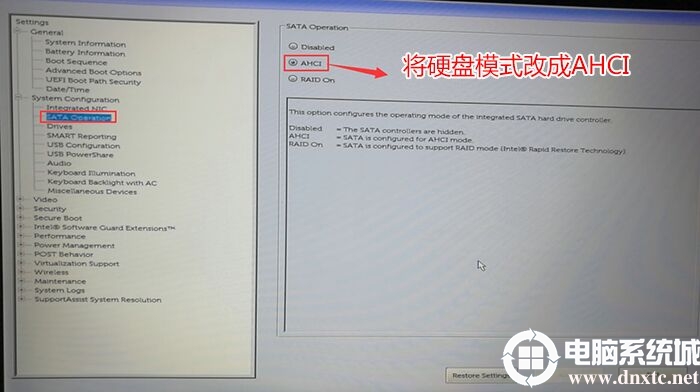 Settings
General
System Information
Battery Information
Boot Sequence
Advanced Boot Options
UEFI Boot Path Security
Date/Time
System Configuration
Integrated NIC
SATA Operation
Drives
SMART Reporting
USB Configuration
USB PowerShare
Audio
Keyboard Illumination
Keyboard Backlight with AC
Miscellaneous Devices
Video
Security
Secure Boot
Intel® Software Guard Extensions™
Performance
Power Management
POST Behavior
Virtualization Support
Wireless
Maintenance
System Logs
SupportAssist System Resolution
SATA Operation
Disabled
AHCI
RAID On
将硬盘模式改成AHCI
This option configures the operating mode of the integrated SATA hard drive controller.
Disabled = The SATA controllers are hidden.
AHCI = SATA is configured for AHCI mode.
RAID On = SATA is configured to support RAID mode (Intel® Rapid Restore Technology)
Restore Settings
电脑系统城
www.dnxtc.net